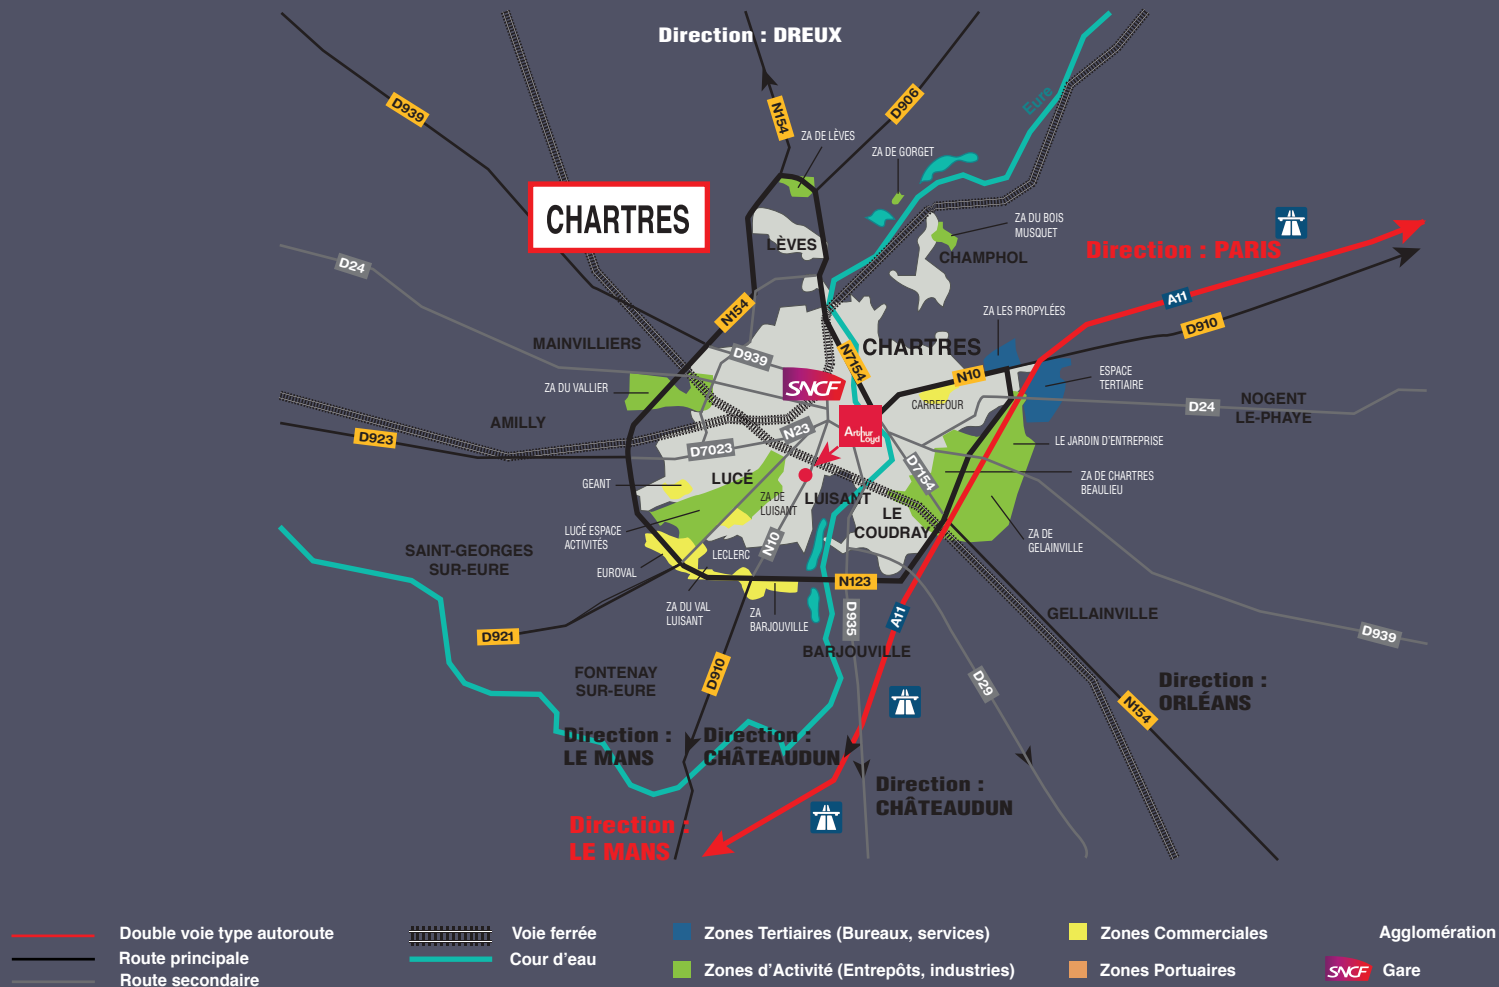 Direction : DREUX
D939
N154
D906
Eure
ZA DE LÈVES
ZA DE GORGET
CHARTRES
ZA DU BOIS
MUSQUET
LÈVES
CHAMPHOL
Direction : PARIS
D24
A11
N154
ZA LES PROPYLÉES
D910
MAINVILLIERS
CHARTRES
D939
N7154
N10
ESPACE
TERTIAIRE
SNCF
ZA DU VALLIER
CARREFOUR
D24
NOGENT
LE-PHAYE
AMILLY
D923
N23
Arthur
Loyd
LE JARDIN D'ENTREPRISE
D7023
D7154
ZA DE CHARTRES
BEAULIEU
GEANT
LUCÉ
ZA DE
LUISANT
LUISANT
LE
COUDRAY
LUCÉ ESPACE
ACTIVITÉS
N10
ZA DE
GELAINVILLE
SAINT-GEORGES
SUR-EURE
LECLERC
EUROVAL
N123
ZA DU VAL
LUISANT
ZA
BARJOUVILLE
D935
A11
GELLAINVILLE
D921
D939
BARJOUVILLE
FONTENAY
SUR-EURE
D910
D29
Direction :
ORLÉANS
N154
Direction :
LE MANS
Direction :
CHÂTEAUDUN
Direction :
CHÂTEAUDUN
Direction :
LE MANS
Double voie type autoroute
Route principale
Route secondaire
Voie ferrée
Cour d'eau
Zones Tertiaires (Bureaux, services)
Zones d'Activité (Entrepôts, industries)
Zones Commerciales
Zones Portuaires
Agglomération
SNCF
Gare